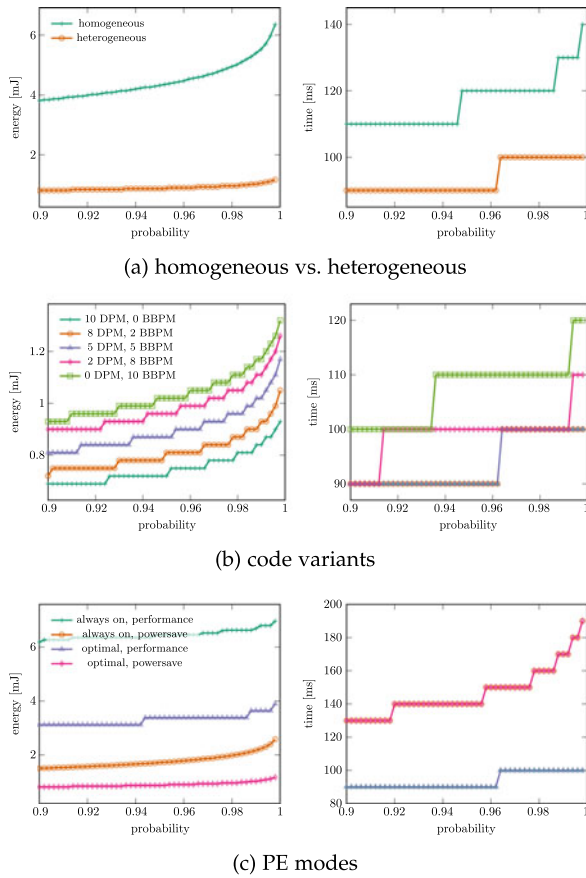 homogeneous
heterogeneous
energy [mJ]
6
4
2
0.9 0.92 0.94 0.96 0.98 1
probability
time [ms]
140
120
100
0.9 0.92 0.94 0.96 0.98 1
probability
(a) homogeneous vs. heterogeneous
10 DPM, 0 BBPM
8 DPM, 2 BBPM
5 DPM, 5 BBPM
2 DPM, 8 BBPM
0 DPM, 10 BBPM
energy [mJ]
1.2
1
0.8
0.9 0.92 0.94 0.96 0.98 1
probability
time [ms]
120
110
100
90
0.9 0.92 0.94 0.96 0.98 1
probability
(b) code variants
always on, performance
always on, powersave
optimal, performance
optimal, powersave
energy [mJ]
6
4
2
0.9 0.92 0.94 0.96 0.98 1
probability
time [ms]
200
180
160
140
120
100
80
0.9 0.92 0.94 0.96 0.98 1
probability
(c) PE modes